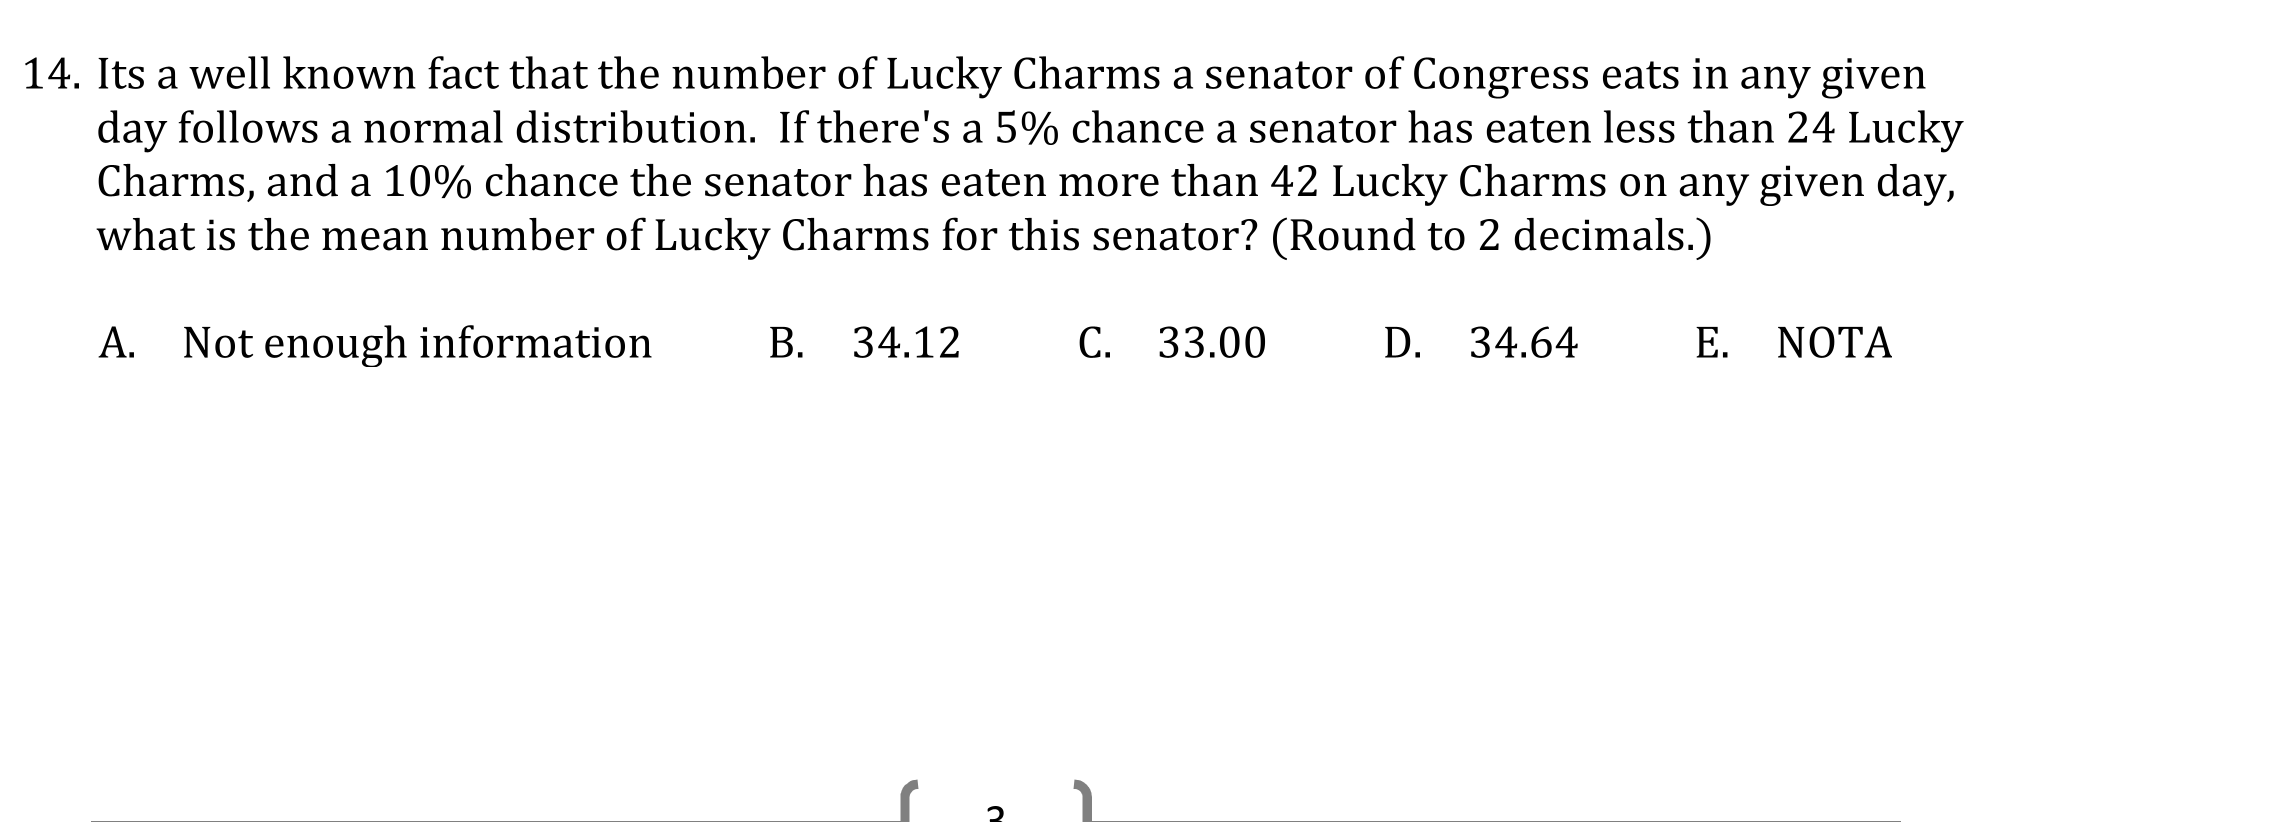 14. Its a well known fact that the number of Lucky Charms a senator of Congress eats in any given
day follows a normal distribution.  If there's a 5% chance a senator has eaten less than 24 Lucky
Charms, and a 10% chance the senator has eaten more than 42 Lucky Charms on any given day,
what is the mean number of Lucky Charms for this senator? (Round to 2 decimals.)
A. Not enough information B. 34.12 C. 33.00 D. 34.64 E. NOTA
3